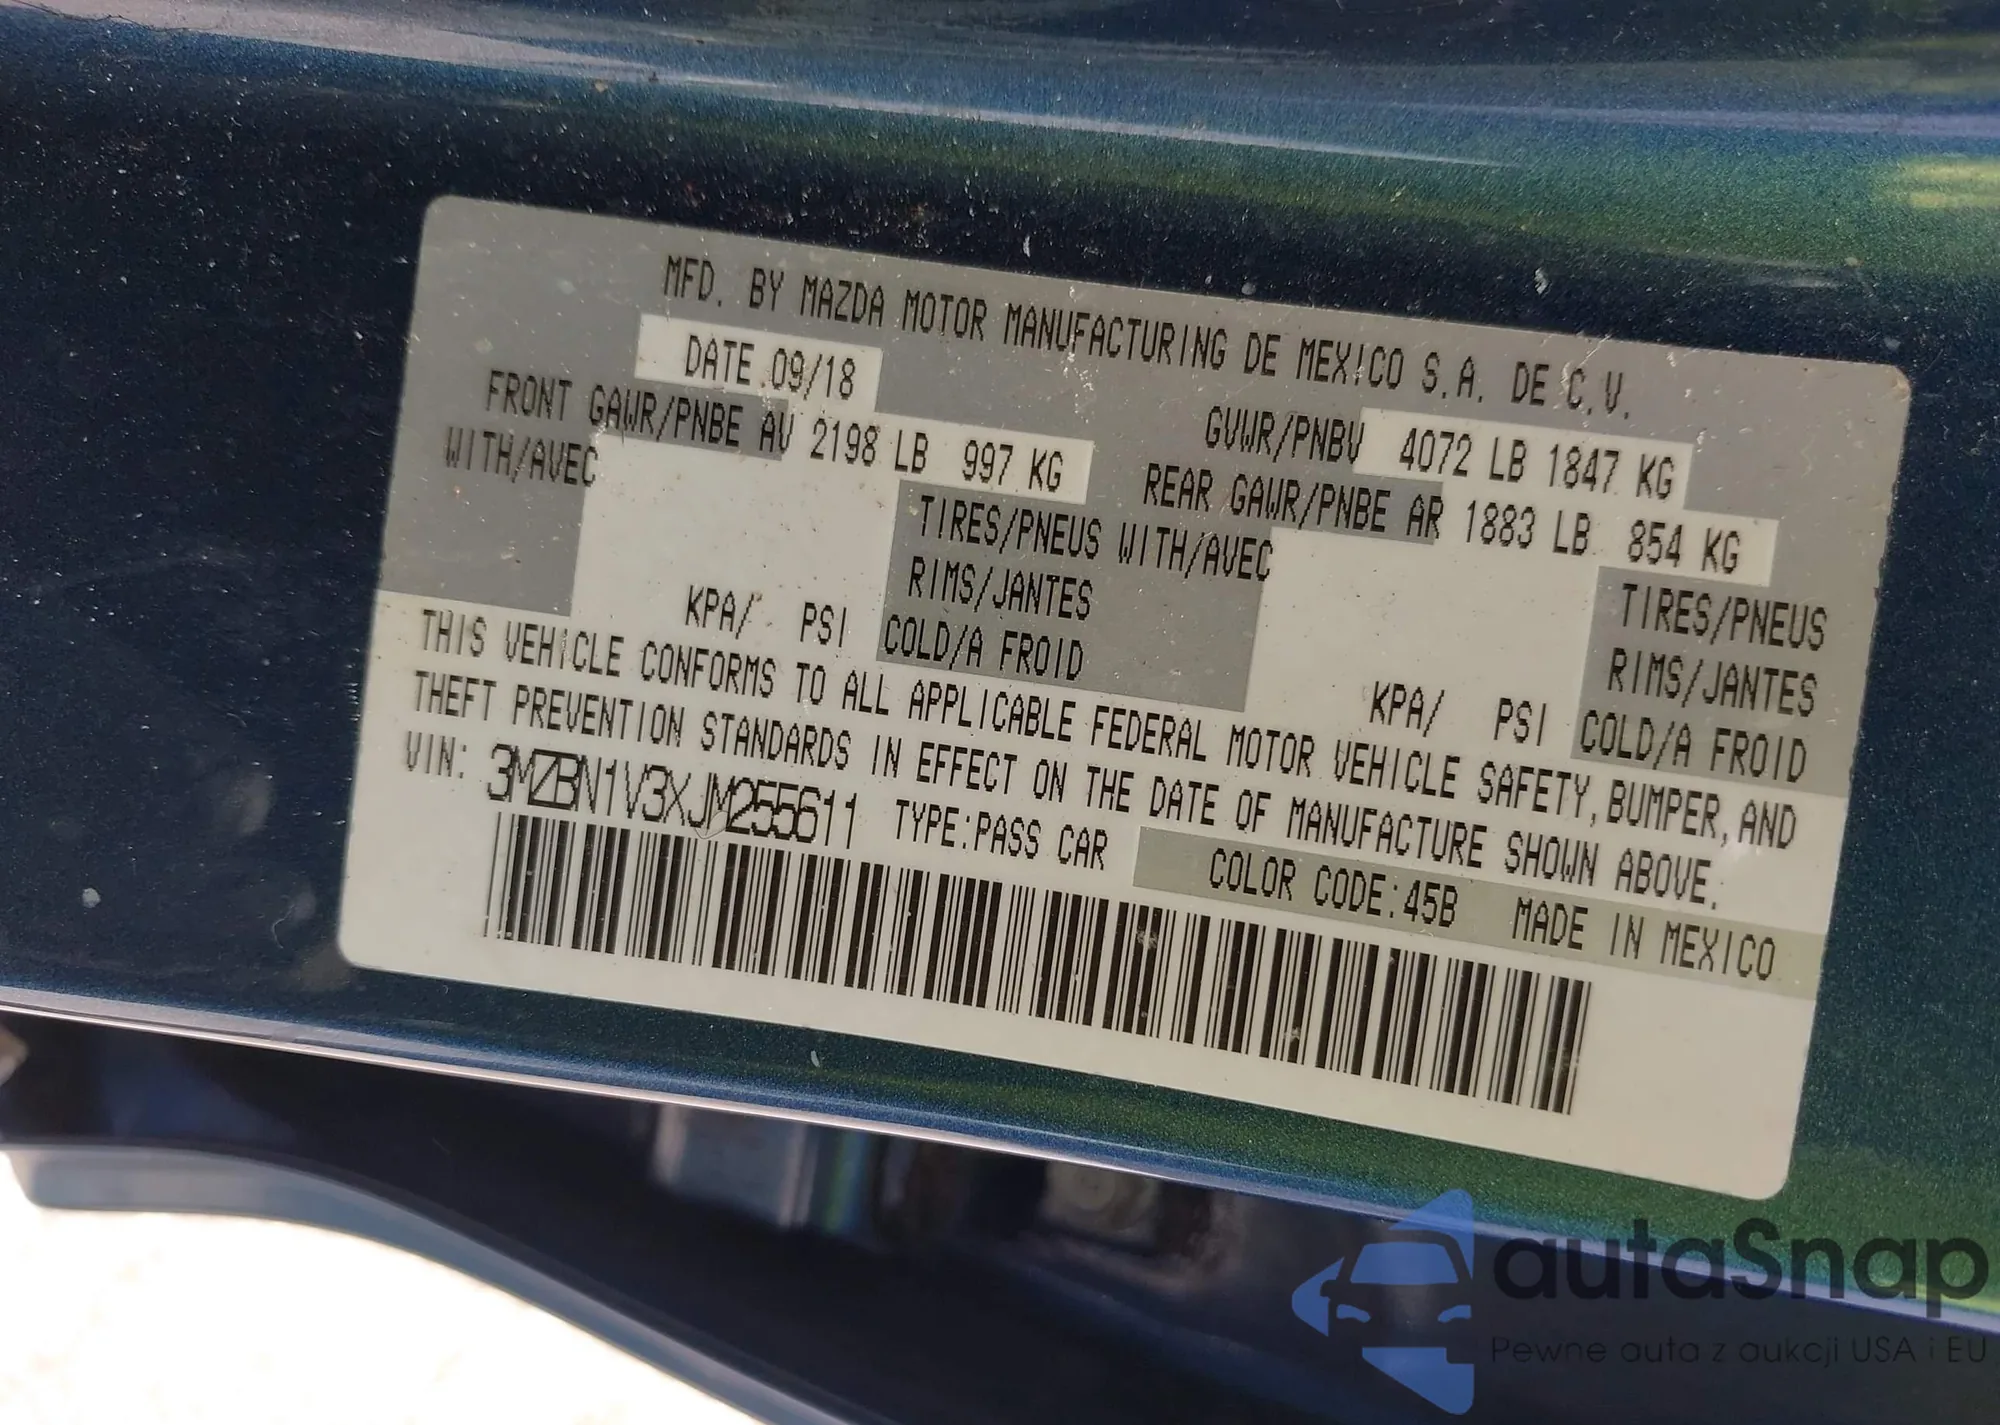 MFD. BY MAZDA MOTOR MANUFACTURING DE MEXICO S.A. DE C.V.
DATE 09/18 GVWR/PNBV 4072 LB 1847 KG
FRONT GAWR/PNBE AV 2198 LB 997 KG REAR GAWR/PNBE AR 1883 LB 854 KG
WITH/AVEC TIRES/PNEUS WITH/AVEC TIRES/PNEUS
RIMS/JANTES RIMS/JANTES
KPA/ PSI COLD/A FROID KPA/ PSI COLD/A FROID
THIS VEHICLE CONFORMS TO ALL APPLICABLE FEDERAL MOTOR VEHICLE SAFETY, BUMPER, AND
THEFT PREVENTION STANDARDS IN EFFECT ON THE DATE OF MANUFACTURE SHOWN ABOVE.
VIN: 3MZBN1V3XJM255611 TYPE:PASS CAR COLOR CODE:45B MADE IN MEXICO
autaSnap
Pewne auta z aukcji USA i EU